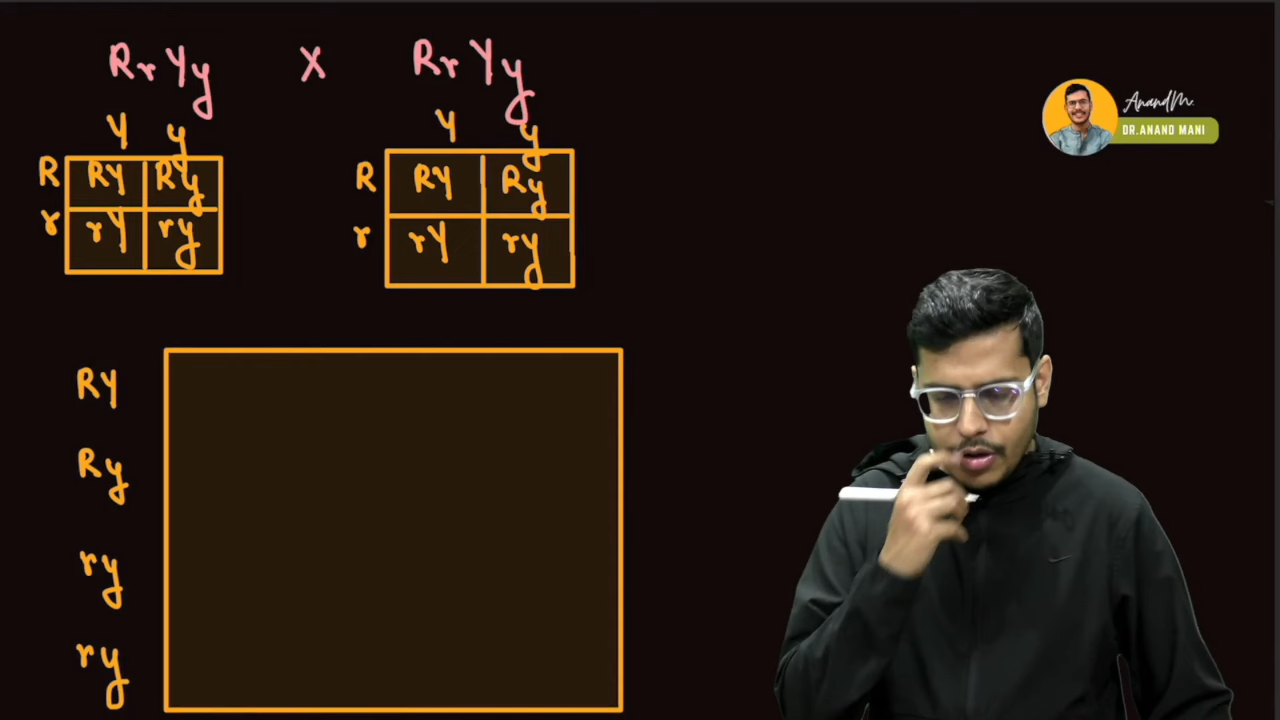 RrYy X RrYy
Y y
R RY Ry
r rY ry
Y y
R RY Ry
r rY ry
RY
Ry
ry
ry
AnandM.
DR.ANAND MANI